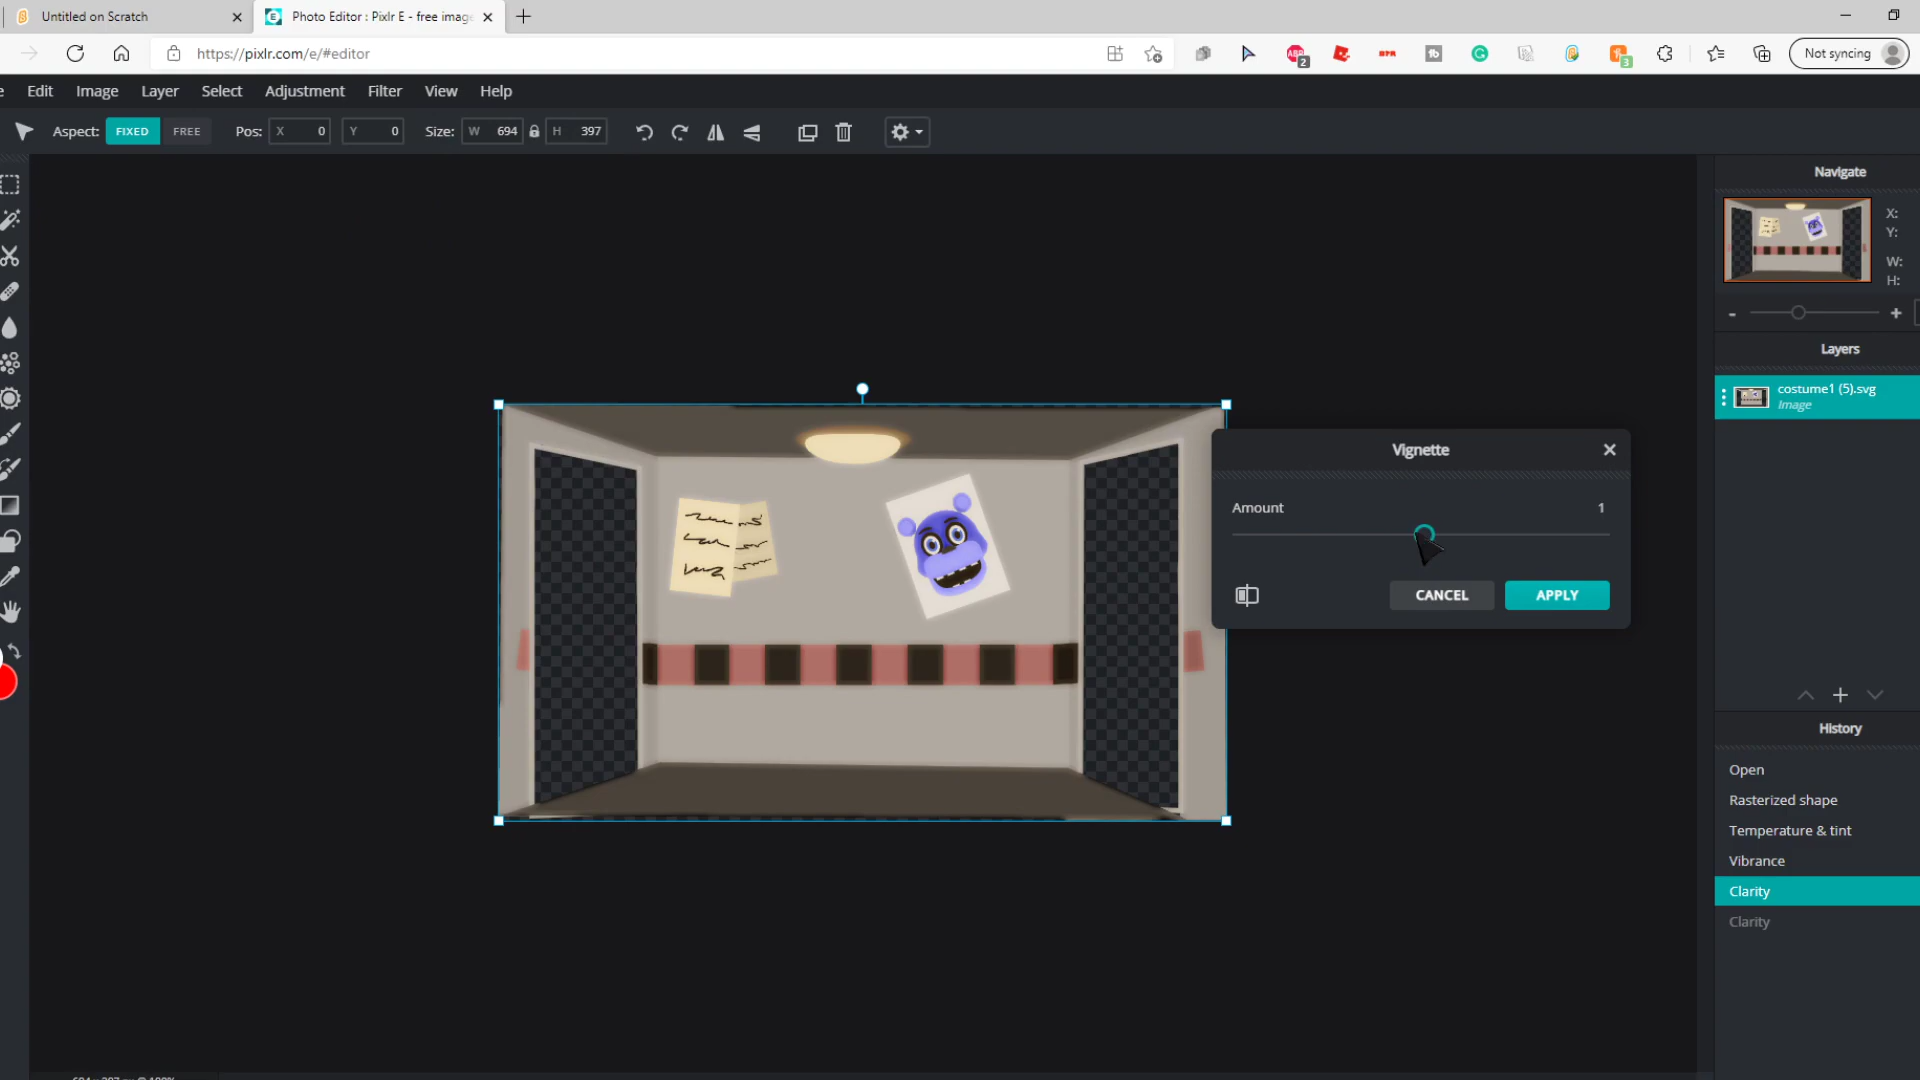 Untitled on Scratch
Photo Editor : Pixlr E - free imag
https://pixlr.com/e/#editor
2
3
Not syncing
Edit Image Layer Select Adjustment Filter View Help
Aspect: FIXED FREE Pos: X 0 Y 0 Size: W 694 H 397
Navigate
X:
Y:
W:
H:
Layers
costume1 (5).svg
Image
Vignette
Amount 1
CANCEL APPLY
History
Open
Rasterized shape
Temperature & tint
Vibrance
Clarity
Clarity